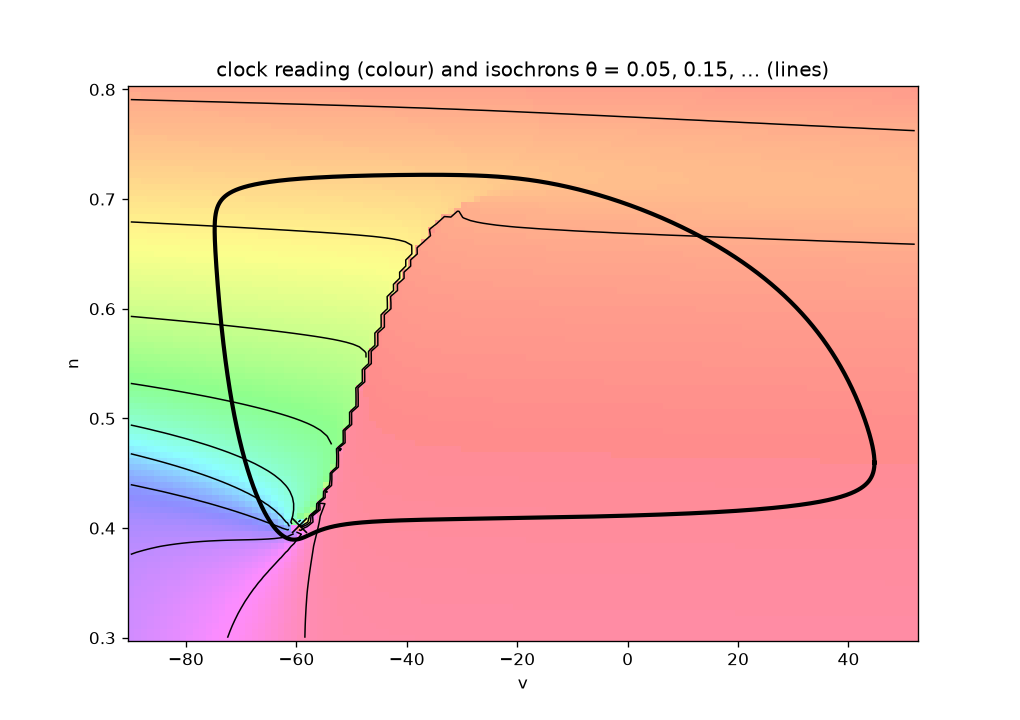 clock reading (colour) and isochrons θ = 0.05, 0.15, ... (lines)
0.8
0.7
0.6
0.5
0.4
0.3
n
−80 −60 −40 −20 0 20 40
v